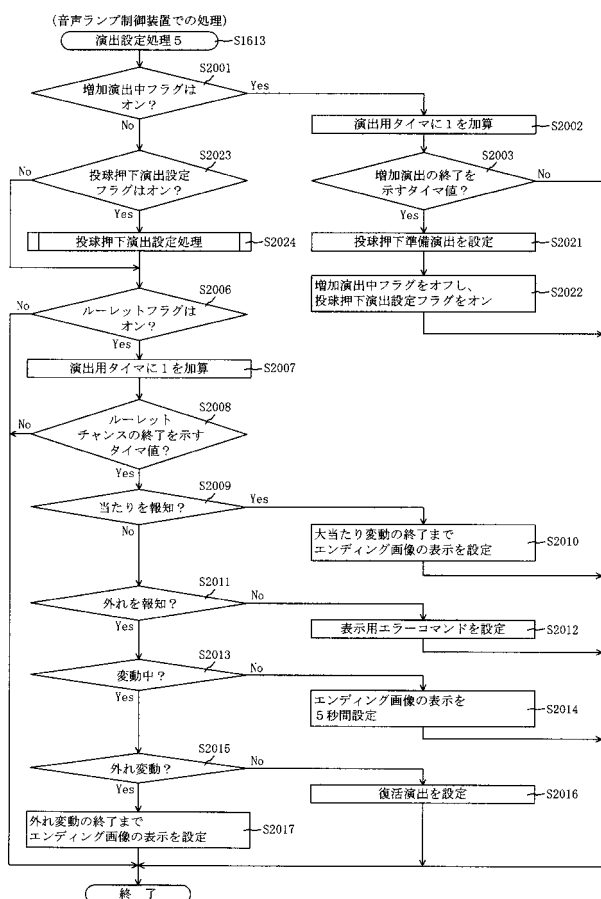 (音声ランプ制御装置での処理)
演出設定処理5
S1613
S2001
増加演出中フラグは
オン?
Yes
No
演出用タイマに1を加算
S2002
S2023
投球押下演出設定
フラグはオン?
No
Yes
S2003
増加演出の終了を
示すタイマ値?
No
Yes
投球押下演出設定処理
S2024
投球押下準備演出を設定
S2021
増加演出中フラグをオフし、
投球押下演出設定フラグをオン
S2022
S2006
ルーレットフラグは
オン?
No
Yes
演出用タイマに1を加算
S2007
S2008
ルーレット
チャンスの終了を示す
タイマ値?
No
Yes
S2009
当たりを報知?
Yes
No
大当たり変動の終了まで
エンディング画像の表示を設定
S2010
S2011
外れを報知?
No
Yes
表示用エラーコマンドを設定
S2012
S2013
変動中?
No
Yes
エンディング画像の表示を
5秒間設定
S2014
S2015
外れ変動?
No
Yes
復活演出を設定
S2016
外れ変動の終了まで
エンディング画像の表示を設定
S2017
終 了